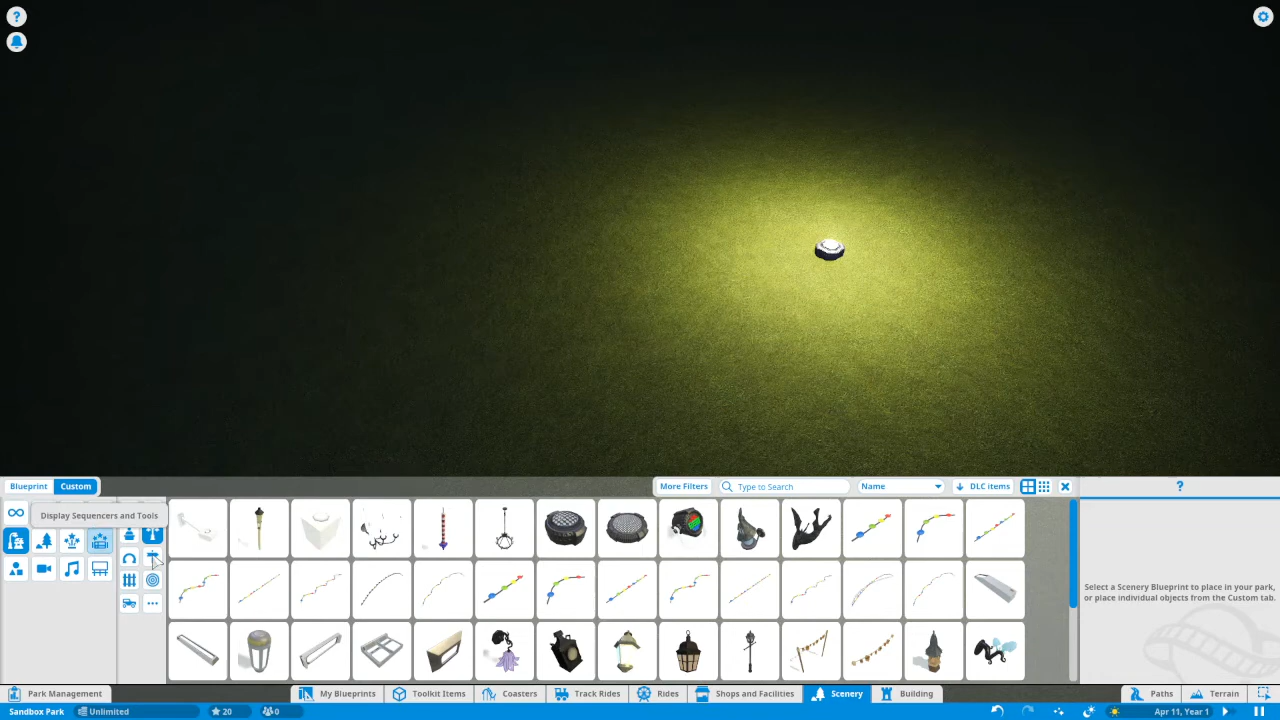 Blueprint
Custom
More Filters
Type to Search
Name
DLC items
?
Display Sequencers and Tools
Select a Scenery Blueprint to place in your park,
or place individual objects from the Custom tab.
Park Management
My Blueprints
Toolkit Items
Coasters
Track Rides
Rides
Shops and Facilities
Scenery
Building
Paths
Terrain
Sandbox Park
Unlimited
20
0
Apr 11, Year 1